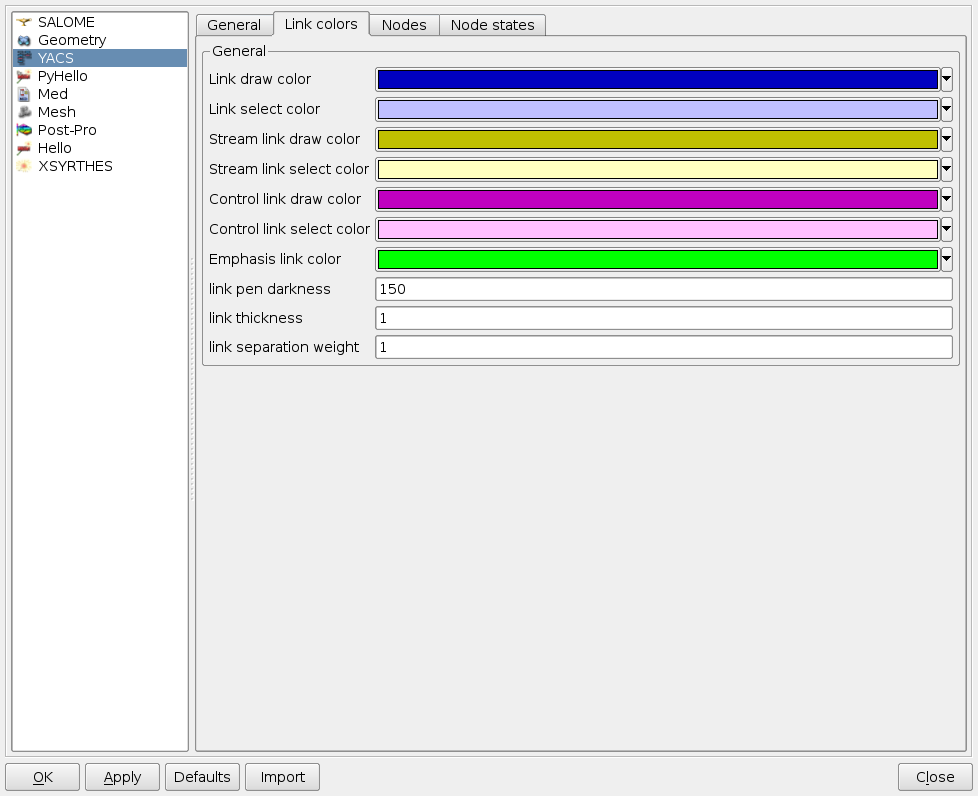 SALOME
Geometry
YACS
PyHello
Med
Mesh
Post-Pro
Hello
XSYRTHES
General Link colors Nodes Node states
General
Link draw color
Link select color
Stream link draw color
Stream link select color
Control link draw color
Control link select color
Emphasis link color
link pen darkness 150
link thickness 1
link separation weight 1
OK Apply Defaults Import Close